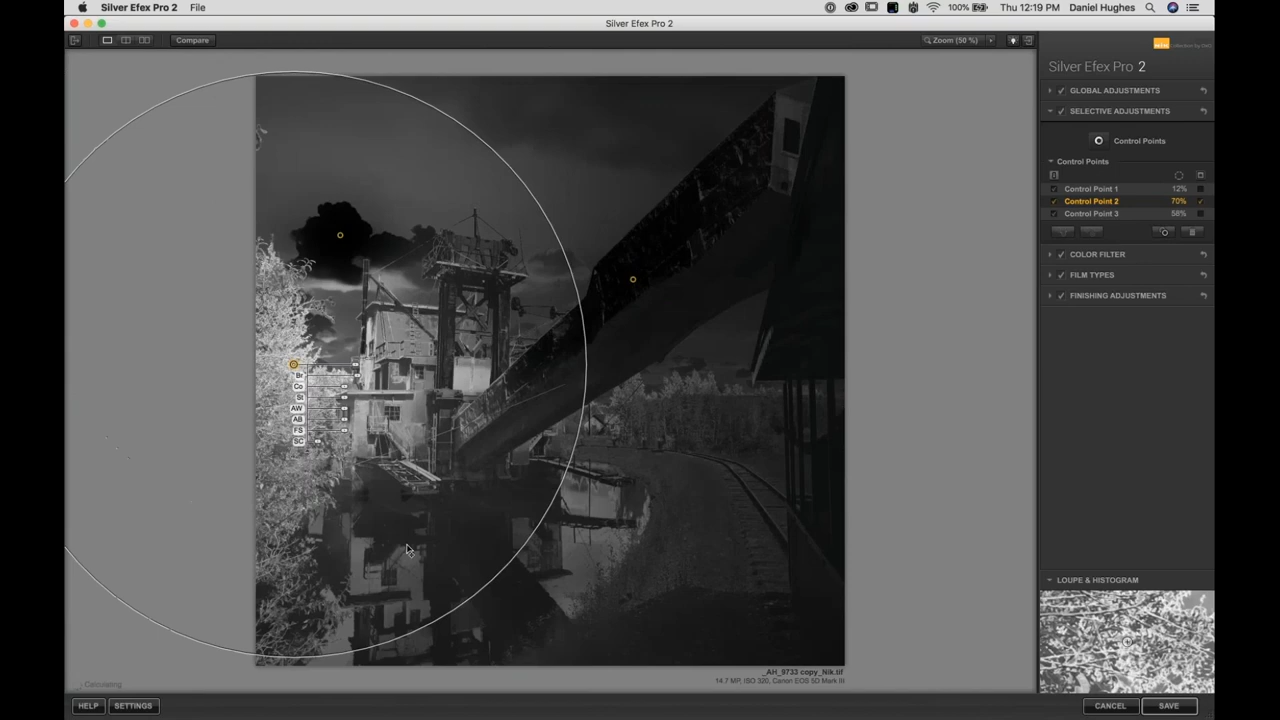 Silver Efex Pro 2 File 100% Thu 12:19 PM Daniel Hughes
Silver Efex Pro 2
Compare Zoom (50 %)
Silver Efex Pro 2
GLOBAL ADJUSTMENTS
SELECTIVE ADJUSTMENTS
Control Points
Control Points
Control Point 1 12%
Control Point 2 70%
Control Point 3 58%
COLOR FILTER
FILM TYPES
FINISHING ADJUSTMENTS
Br
Co
St
AW
AB
FS
SC
LOUPE & HISTOGRAM
_AH_9733 copy_Nik.tif
14.7 MP, ISO 320, Canon EOS 5D Mark III
Calculating
HELP SETTINGS CANCEL SAVE